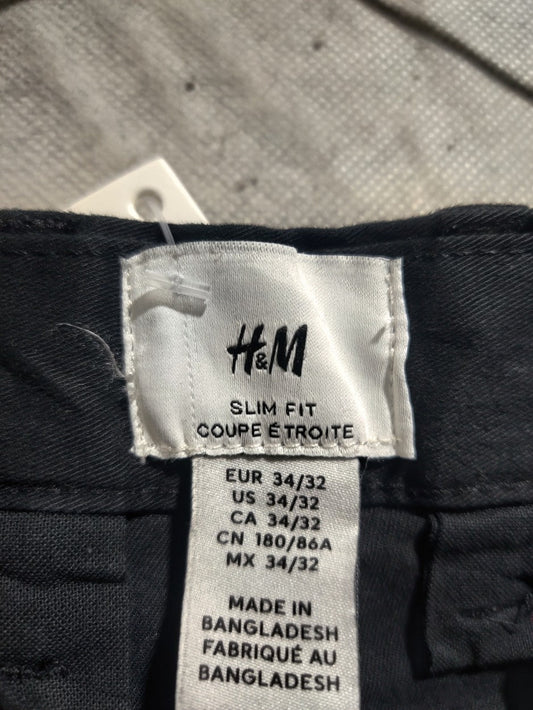 H&M
SLIM FIT
COUPE ÉTROITE
EUR 34/32
US 34/32
CA 34/32
CN 180/86A
MX 34/32
MADE IN
BANGLADESH
FABRIQUÉ AU
BANGLADESH